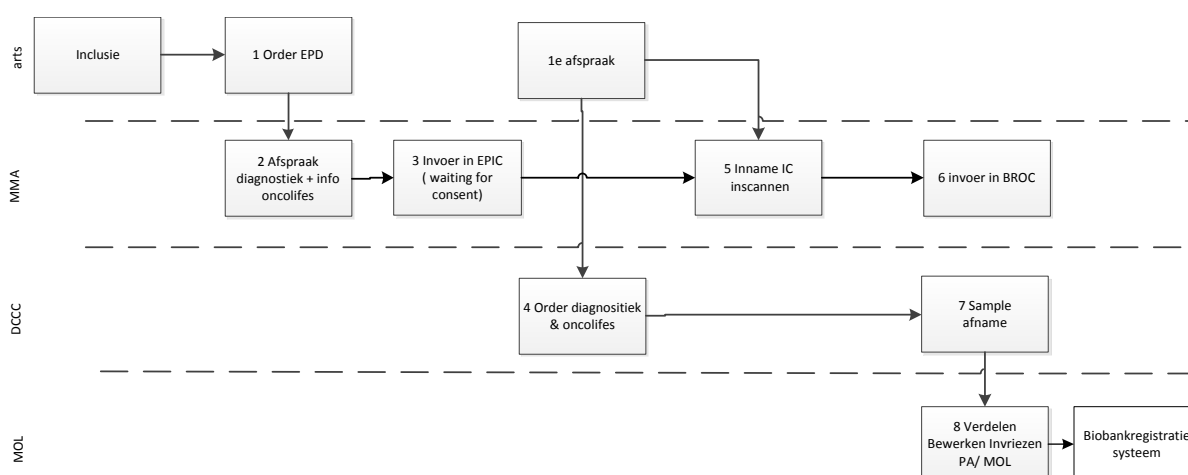 arts
Inclusie
1 Order EPD
1e afspraak
MMA
2 Afspraak
diagnostiek + info
oncolifes
3 Invoer in EPIC
( waiting for
consent)
5 Inname IC
inscannen
6 invoer in BROC
DCCC
4 Order diagnositiek
& oncolifes
7 Sample
afname
MOL
8 Verdelen
Bewerken Invriezen
PA/ MOL
Biobankregistratie
systeem